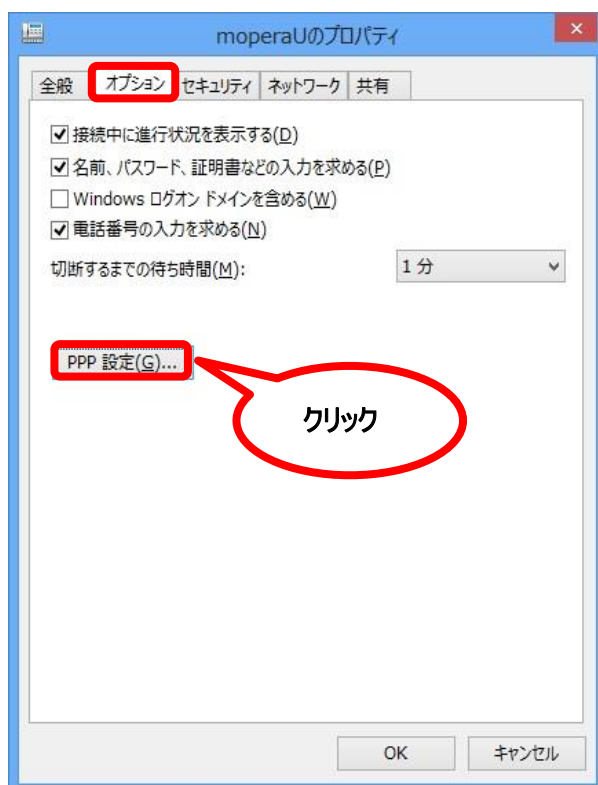 moperaUのプロパティ
全般 オプション セキュリティ ネットワーク 共有
接続中に進行状況を表示する(D)
名前、パスワード、証明書などの入力を求める(P)
Windows ログオン ドメインを含める(W)
電話番号の入力を求める(N)
切断するまでの待ち時間(M): 1 分
PPP 設定(G)...
クリック
OK キャンセル